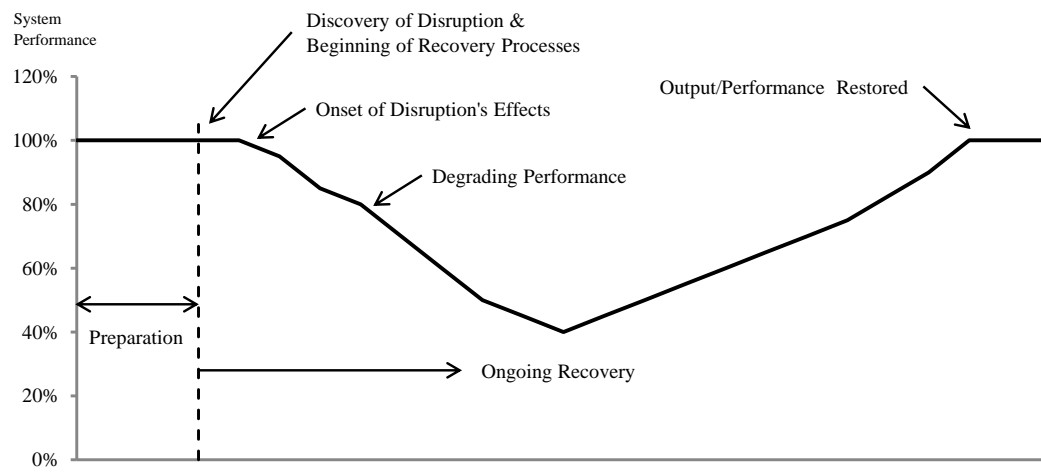 System
Performance
Discovery of Disruption &
Beginning of Recovery Processes
120%
Output/Performance Restored
Onset of Disruption's Effects
100%
Degrading Performance
80%
60%
Preparation
40%
Ongoing Recovery
20%
0%